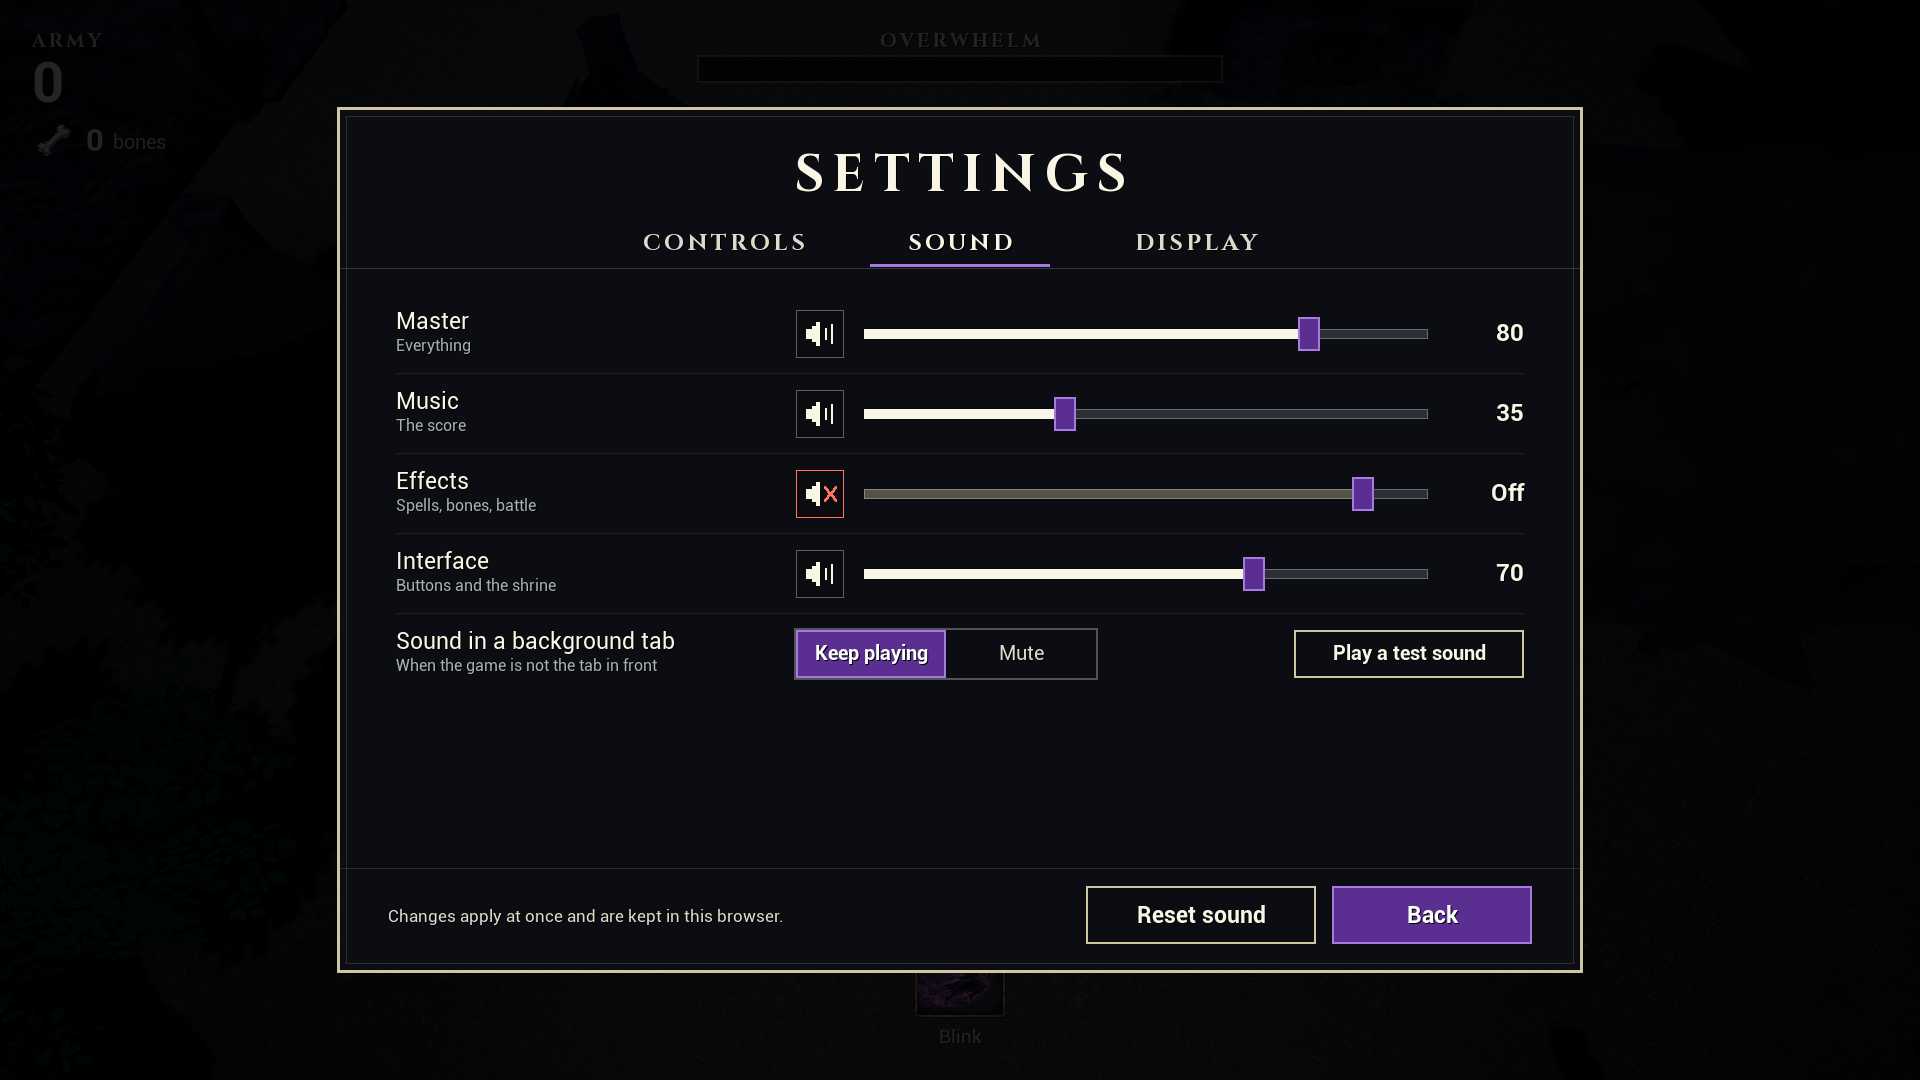 ARMY
0
0 bones
OVERWHELM
SETTINGS
CONTROLS
SOUND
DISPLAY
Master
Everything
80
Music
The score
35
Effects
Spells, bones, battle
Off
Interface
Buttons and the shrine
70
Sound in a background tab
When the game is not the tab in front
Keep playing
Mute
Play a test sound
Changes apply at once and are kept in this browser.
Reset sound
Back
Blink